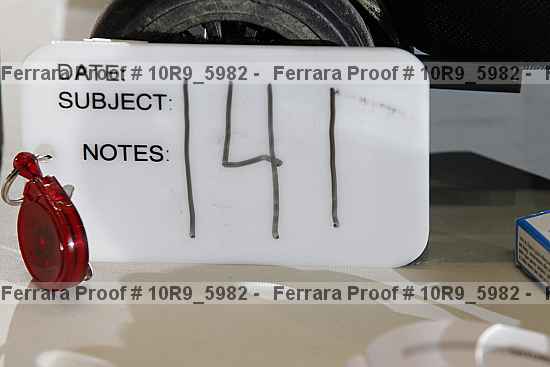 Ferrara Proof # 10R9_5982 - Ferrara Proof # 10R9_5982 -
DATE:
SUBJECT:
141
NOTES:
Ferrara Proof # 10R9_5982 - Ferrara Proof # 10R9_5982 -